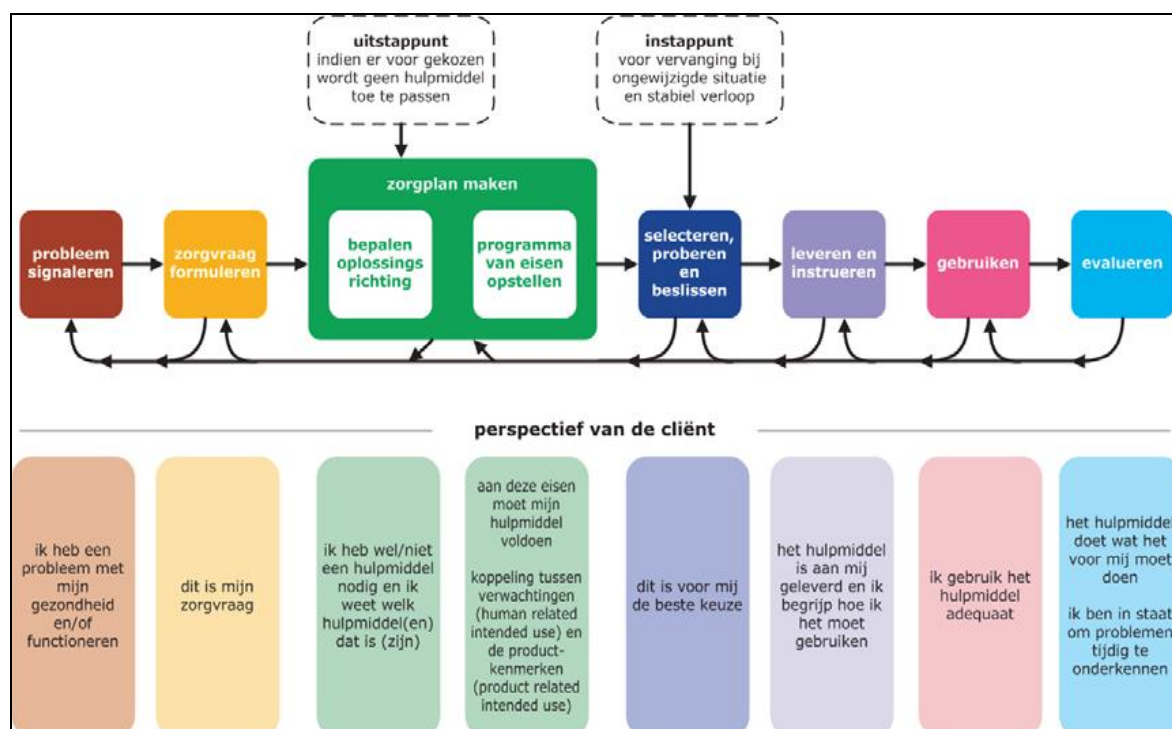 uitstappunt
indien er voor gekozen
wordt geen hulpmiddel
toe te passen
instappunt
voor vervanging bij
ongewijzigde situatie
en stabiel verloop
probleem
signaleren
zorgvraag
formuleren
zorgplan maken
bepalen
oplossings
richting
programma
van eisen
opstellen
selecteren,
proberen
en
beslissen
leveren en
instrueren
gebruiken
evalueren
perspectief van de cliënt
ik heb een
probleem met
mijn
gezondheid
en/of
functioneren
dit is mijn
zorgvraag
ik heb wel/niet
een hulpmiddel
nodig en ik
weet welk
hulpmiddel(en)
dat is (zijn)
aan deze eisen
moet mijn
hulpmiddel
voldoen
koppeling tussen
verwachtingen
(human related
intended use) en
de product-
kenmerken
(product related
intended use)
dit is voor mij
de beste keuze
het hulpmiddel
is aan mij
geleverd en ik
begrijp hoe ik
het moet
gebruiken
ik gebruik het
hulpmiddel
adequaat
het hulpmiddel
doet wat het
voor mij moet
doen
ik ben in staat
om problemen
tijdig te
onderkennen